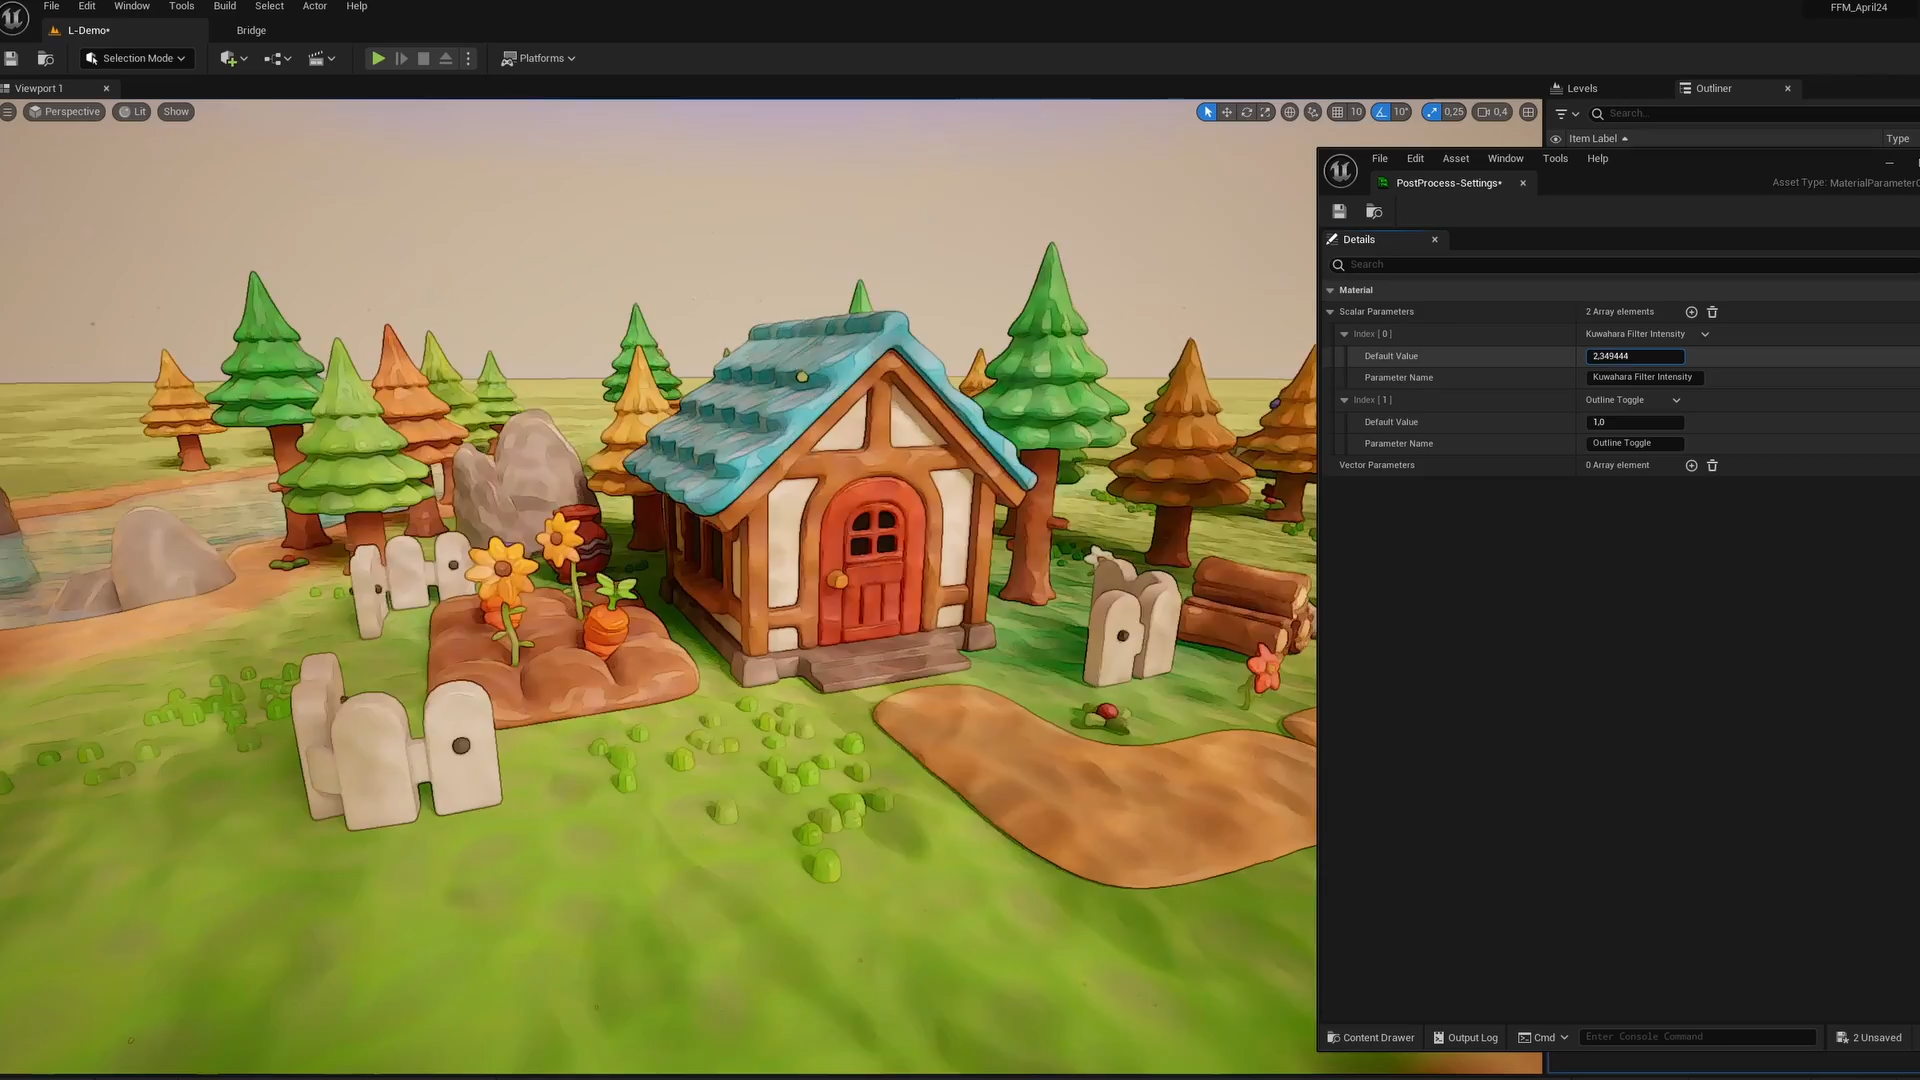 File Edit Window Tools Build Select Actor Help
FFM_April24
L-Demo*
Bridge
Selection Mode
Platforms
Viewport 1
Levels
Outliner
Perspective
Lit
Show
10
10°
0,25
0,4
Search...
Item Label
Type
File Edit Asset Window Tools Help
PostProcess-Settings*
Asset Type: MaterialParameterC
Details
Search
Material
Scalar Parameters 2 Array elements
Index [ 0 ] Kuwahara Filter Intensity
Default Value 2,349444
Parameter Name Kuwahara Filter Intensity
Index [ 1 ] Outline Toggle
Default Value 1,0
Parameter Name Outline Toggle
Vector Parameters 0 Array element
Content Drawer
Output Log
Cmd
Enter Console Command
2 Unsaved